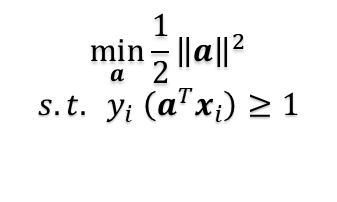 min_a 1/2 ‖a‖²
s.t. y_i (a^T x_i) ≥ 1